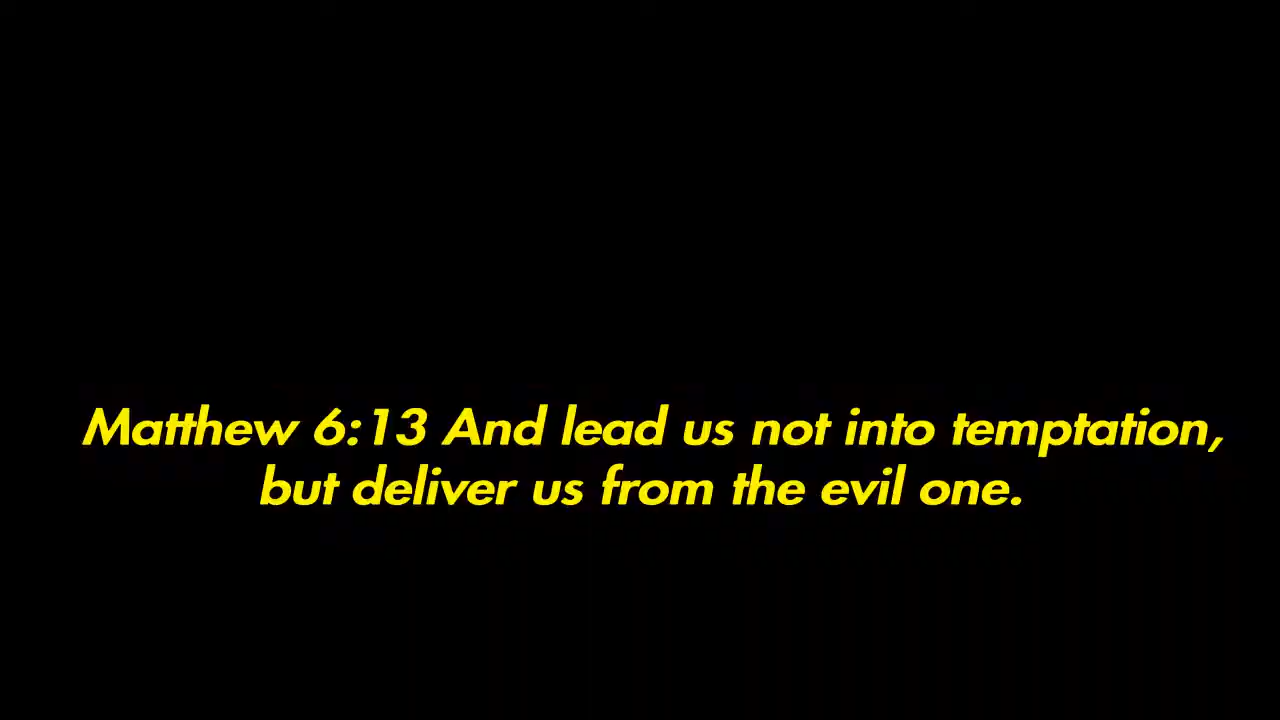 Matthew 6:13 And lead us not into temptation,
but deliver us from the evil one.